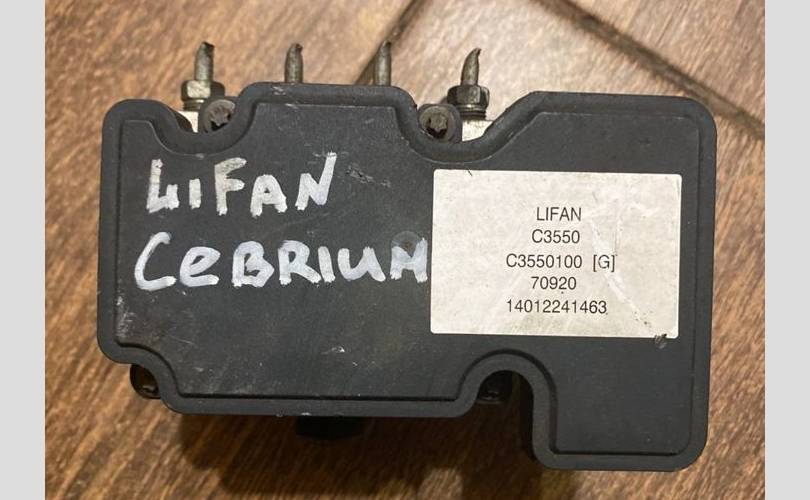 LIFAN
CeBRIUM
LIFAN
C3550
C3550100 [G]
70920
14012241463